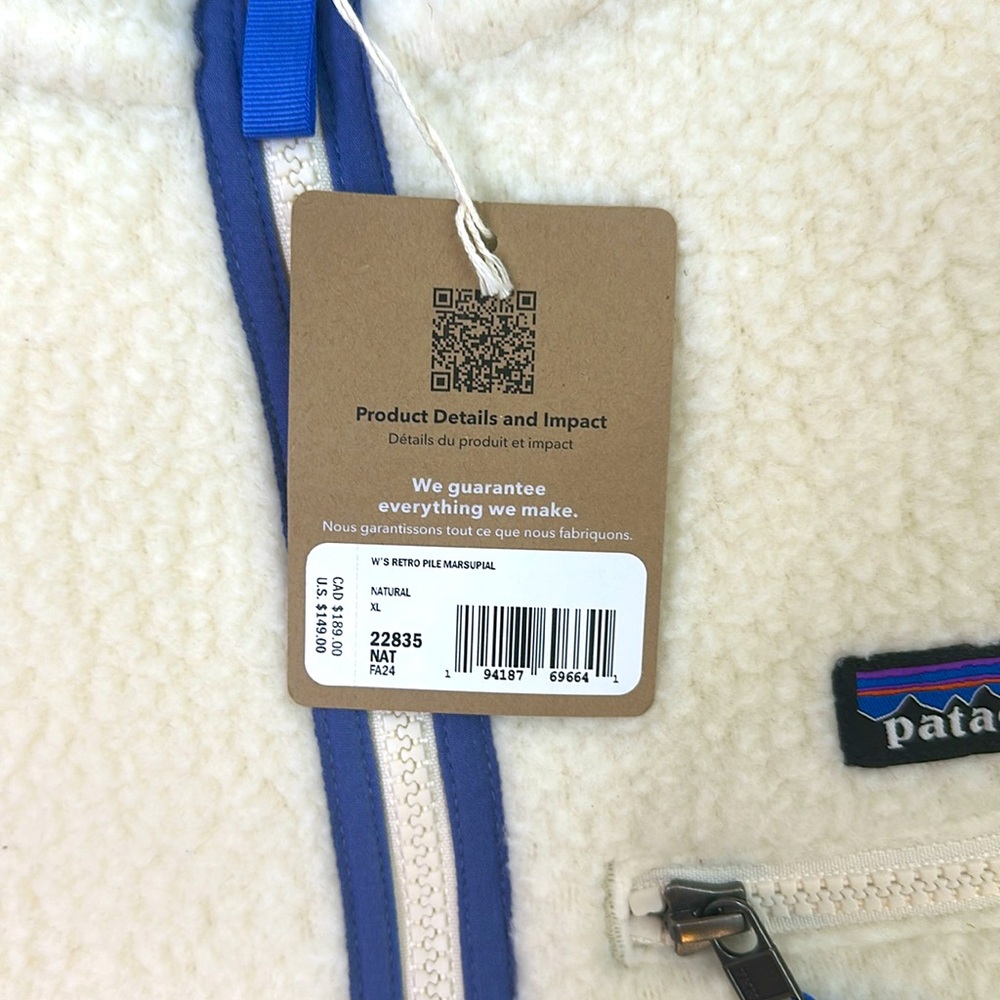 Product Details and Impact
Détails du produit et impact
We guarantee
everything we make.
Nous garantissons tout ce que nous fabriquons.
W'S RETRO PILE MARSUPIAL
NATURAL
XL
22835
NAT
FA24
CAD $189.00
U.S. $149.00
1 94187 69664 1
pata